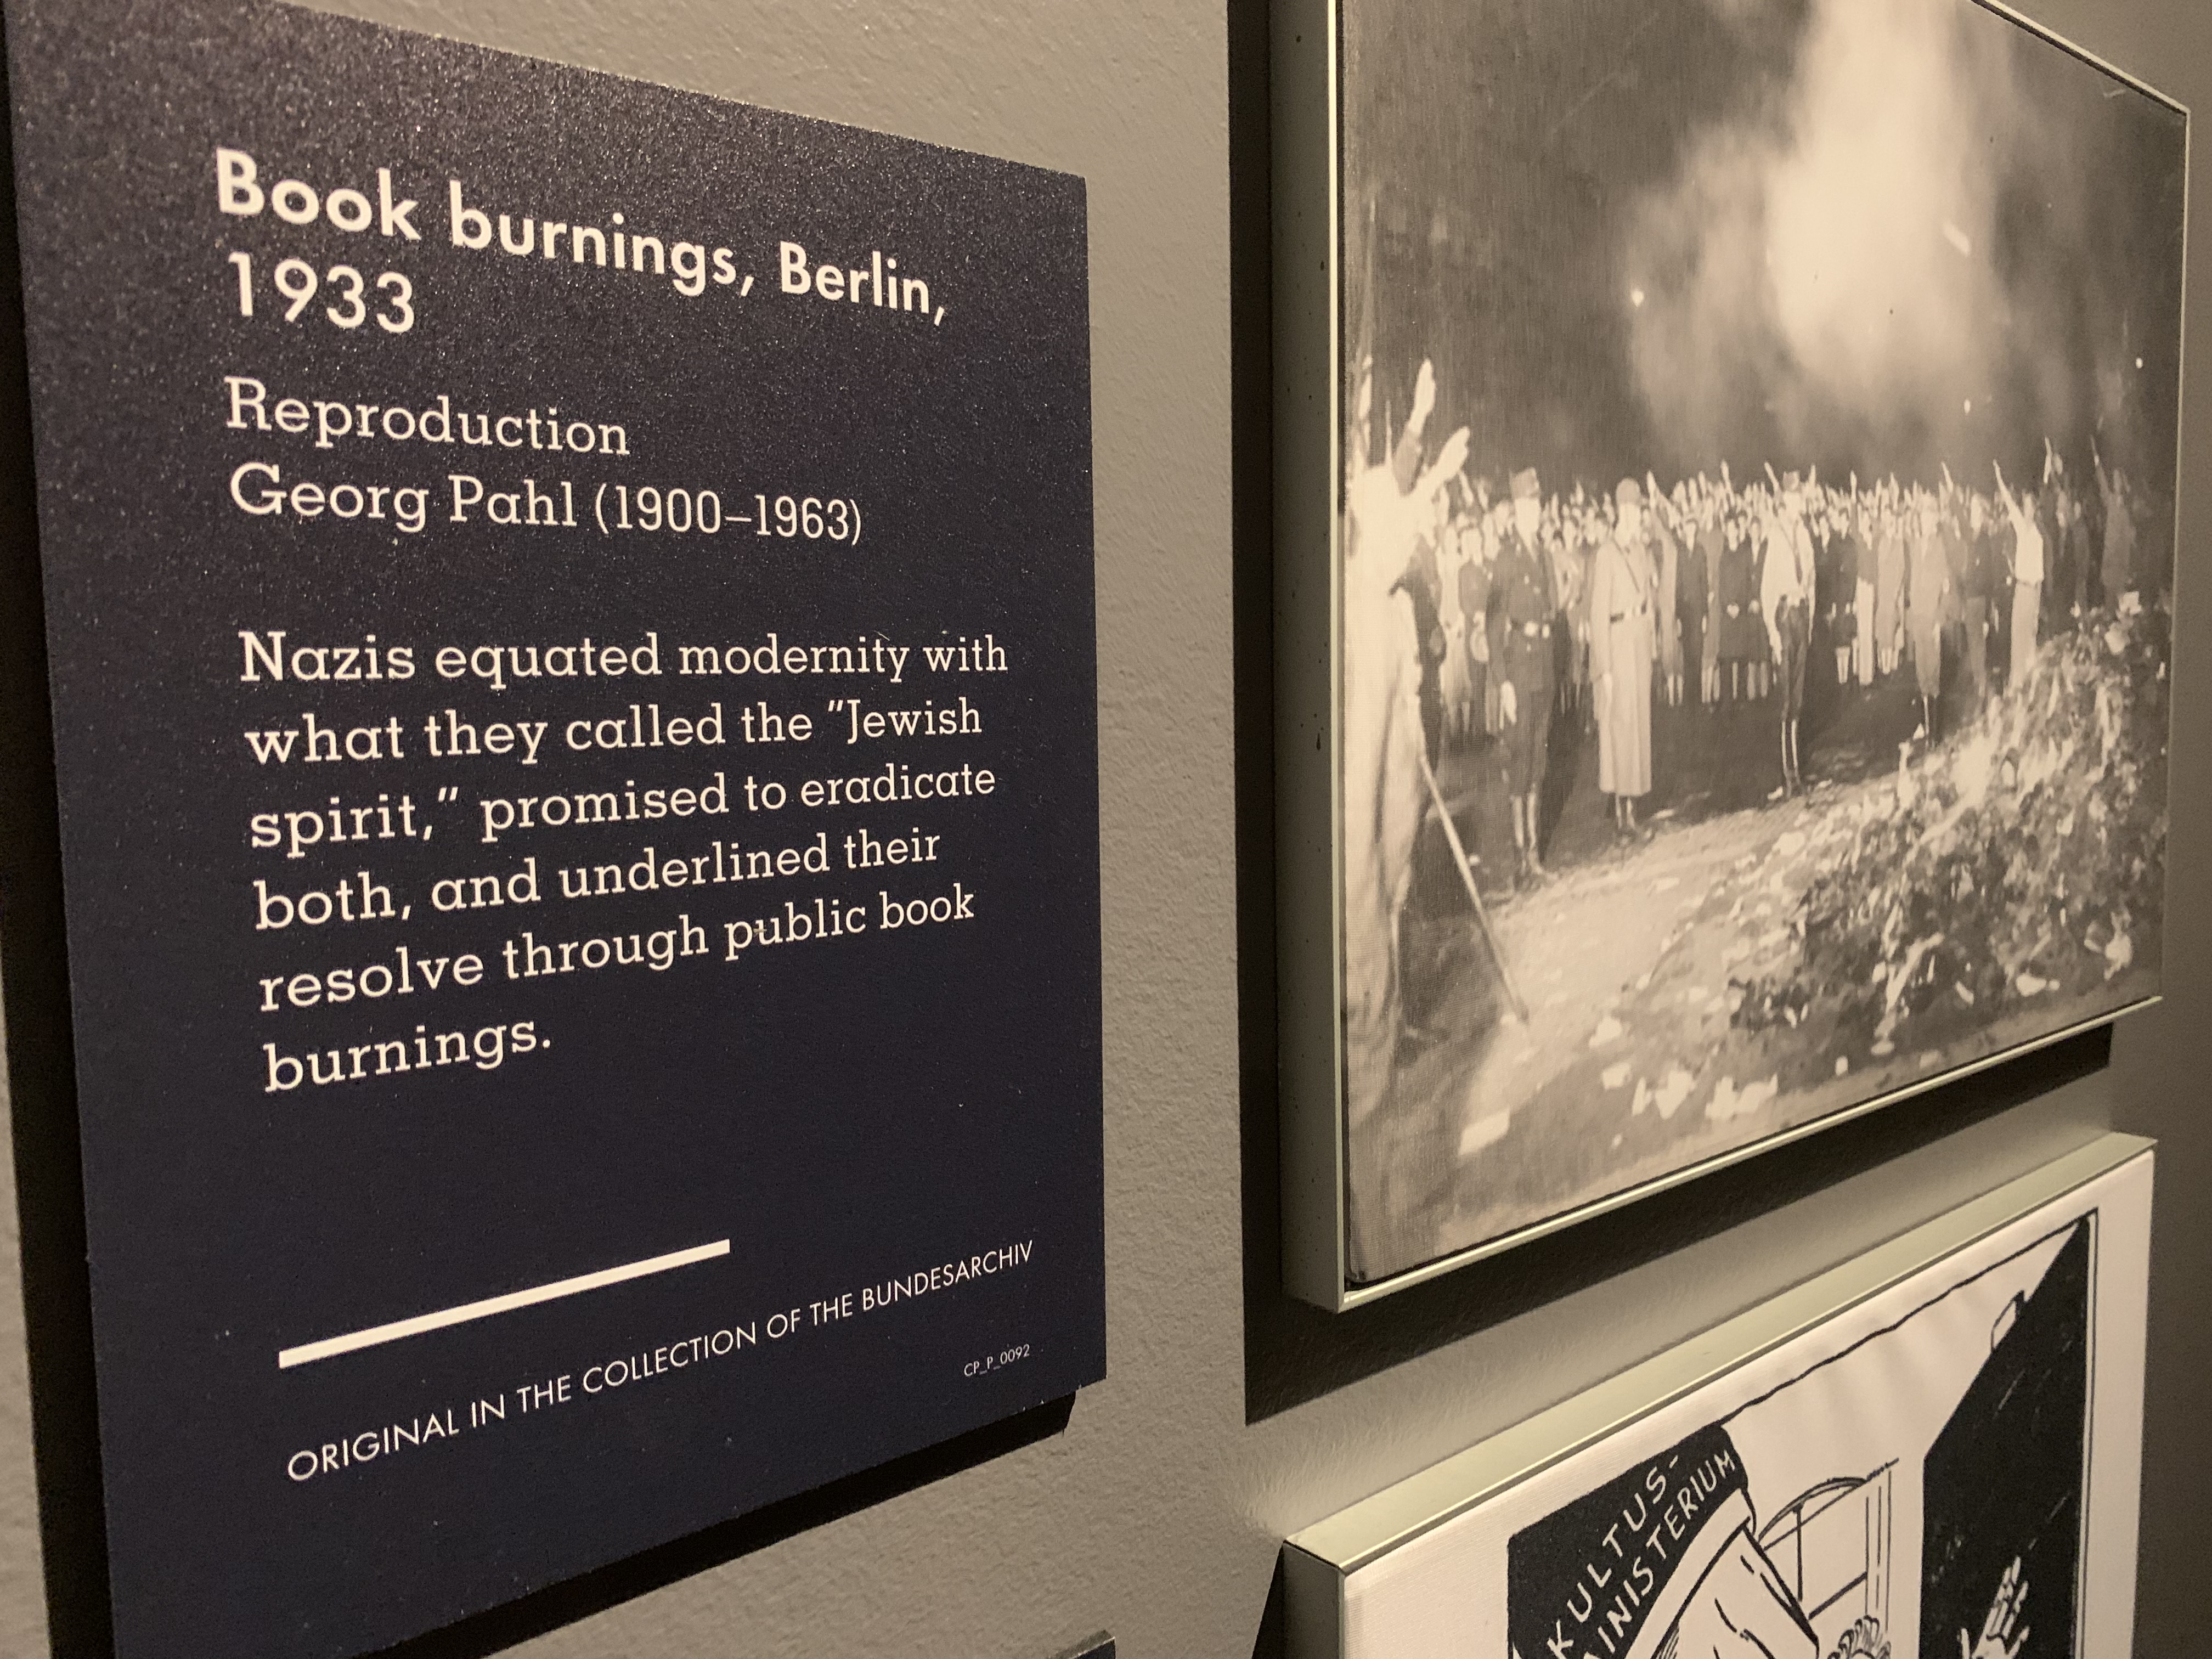 Book burnings, Berlin,
1933
Reproduction
Georg Pahl (1900–1963)
Nazis equated modernity with
what they called the "Jewish
spirit," promised to eradicate
both, and underlined their
resolve through public book
burnings.
ORIGINAL IN THE COLLECTION OF THE BUNDESARCHIV
CP_P_0092
KULTUS-
MINISTERIUM